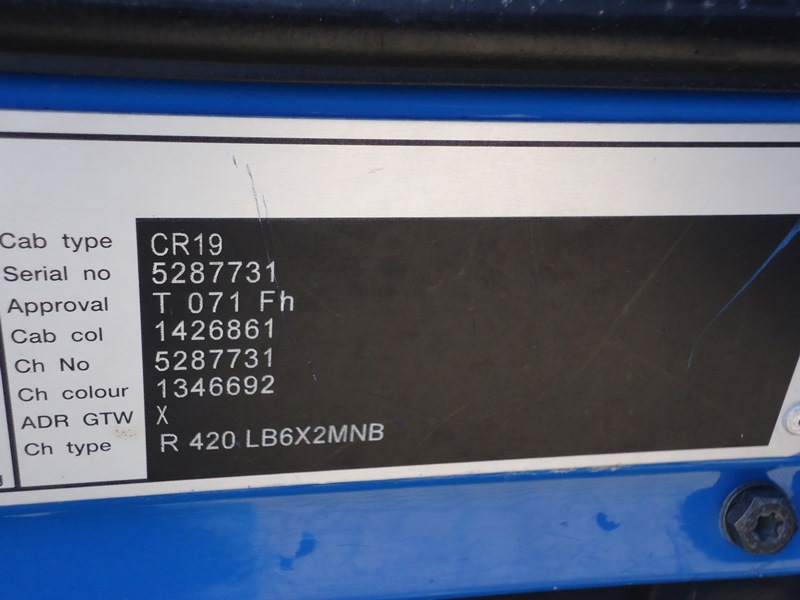 Cab type CR19
Serial no 5287731
Approval T 071 Fh
Cab col 1426861
Ch No 5287731
Ch colour 1346692
ADR GTW X
Ch type R 420 LB6X2MNB